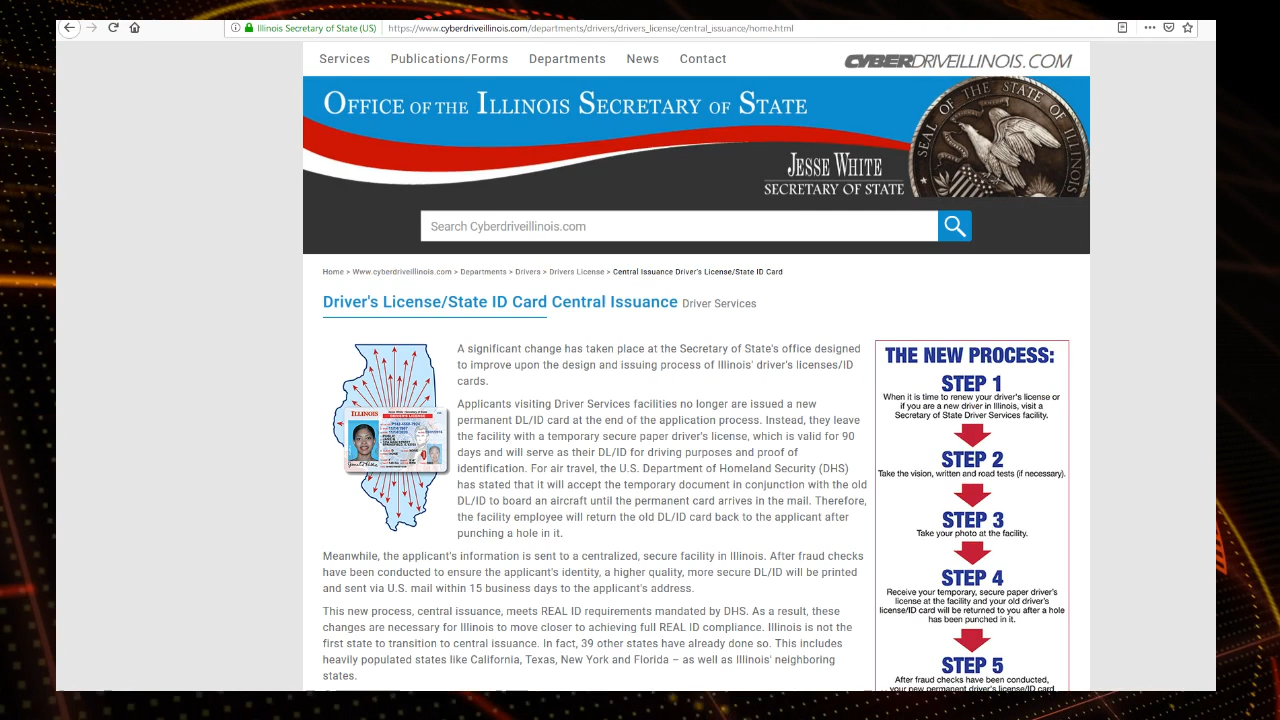 Illinois Secretary of State (US)
https://www.cyberdriveillinois.com/departments/drivers/drivers_license/central_issuance/home.html
Services Publications/Forms Departments News Contact
CYBERDRIVEILLINOIS.COM
OFFICE OF THE ILLINOIS SECRETARY OF STATE
SEAL OF THE STATE OF ILLINOIS
JESSE WHITE
SECRETARY OF STATE
Search Cyberdriveillinois.com
Home > Www.cyberdriveillinois.com > Departments > Drivers > Drivers License > Central Issuance Driver's License/State ID Card
Driver's License/State ID Card Central Issuance Driver Services
ILLINOIS
A significant change has taken place at the Secretary of State's office designed
to improve upon the design and issuing process of Illinois' driver's licenses/ID
cards.
Applicants visiting Driver Services facilities no longer are issued a new
permanent DL/ID card at the end of the application process. Instead, they leave
the facility with a temporary secure paper driver's license, which is valid for 90
days and will serve as their DL/ID for driving purposes and proof of
identification. For air travel, the U.S. Department of Homeland Security (DHS)
has stated that it will accept the temporary document in conjunction with the old
DL/ID to board an aircraft until the permanent card arrives in the mail. Therefore,
the facility employee will return the old DL/ID card back to the applicant after
punching a hole in it.
Meanwhile, the applicant's information is sent to a centralized, secure facility in Illinois. After fraud checks
have been conducted to ensure the applicant's identity, a higher quality, more secure DL/ID will be printed
and sent via U.S. mail within 15 business days to the applicant's address.
This new process, central issuance, meets REAL ID requirements mandated by DHS. As a result, these
changes are necessary for Illinois to move closer to achieving full REAL ID compliance. Illinois is not the
first state to transition to central issuance. In fact, 39 other states have already done so. This includes
heavily populated states like California, Texas, New York and Florida – as well as Illinois' neighboring
states.
THE NEW PROCESS:
STEP 1
When it is time to renew your driver's license or
if you are a new driver in Illinois, visit a
Secretary of State Driver Services facility.
STEP 2
Take the vision, written and road tests (if necessary).
STEP 3
Take your photo at the facility.
STEP 4
Receive your temporary, secure paper driver's
license at the facility and your old driver's
license/ID card will be returned to you after a hole
has been punched in it.
STEP 5
After fraud checks have been conducted,
your new permanent driver's license/ID card